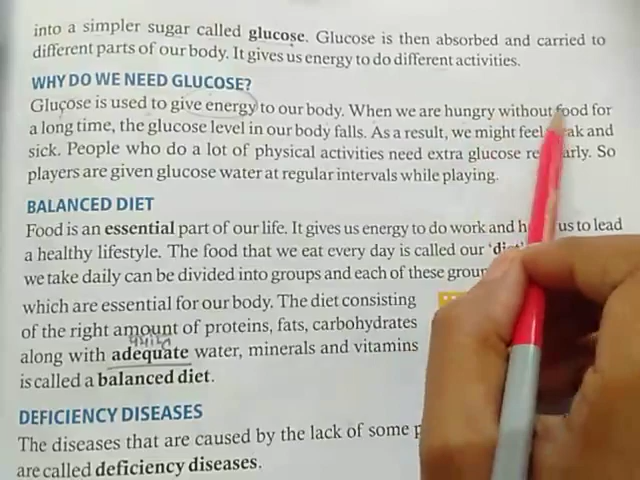 into a simpler sugar called glucose. Glucose is then absorbed and carried to
different parts of our body. It gives us energy to do different activities.
WHY DO WE NEED GLUCOSE?
Glucose is used to give energy to our body. When we are hungry without food for
a long time, the glucose level in our body falls. As a result, we might feel and
sick. People who do a lot of physical activities need extra glucose So
players are given glucose water at regular intervals while playing.
BALANCED DIET
Food is an essential part of our life. It gives us energy to do work and us to lead
a healthy lifestyle. The food that we eat every day is called our 'diet'
we take daily can be divided into groups and each of these
which are essential for our body. The diet consisting
of the right amount of proteins, fats, carbohydrates
along with adequate water, minerals and vitamins
is called a balanced diet.
DEFICIENCY DISEASES
The diseases that are caused by the lack of some
are called deficiency diseases.